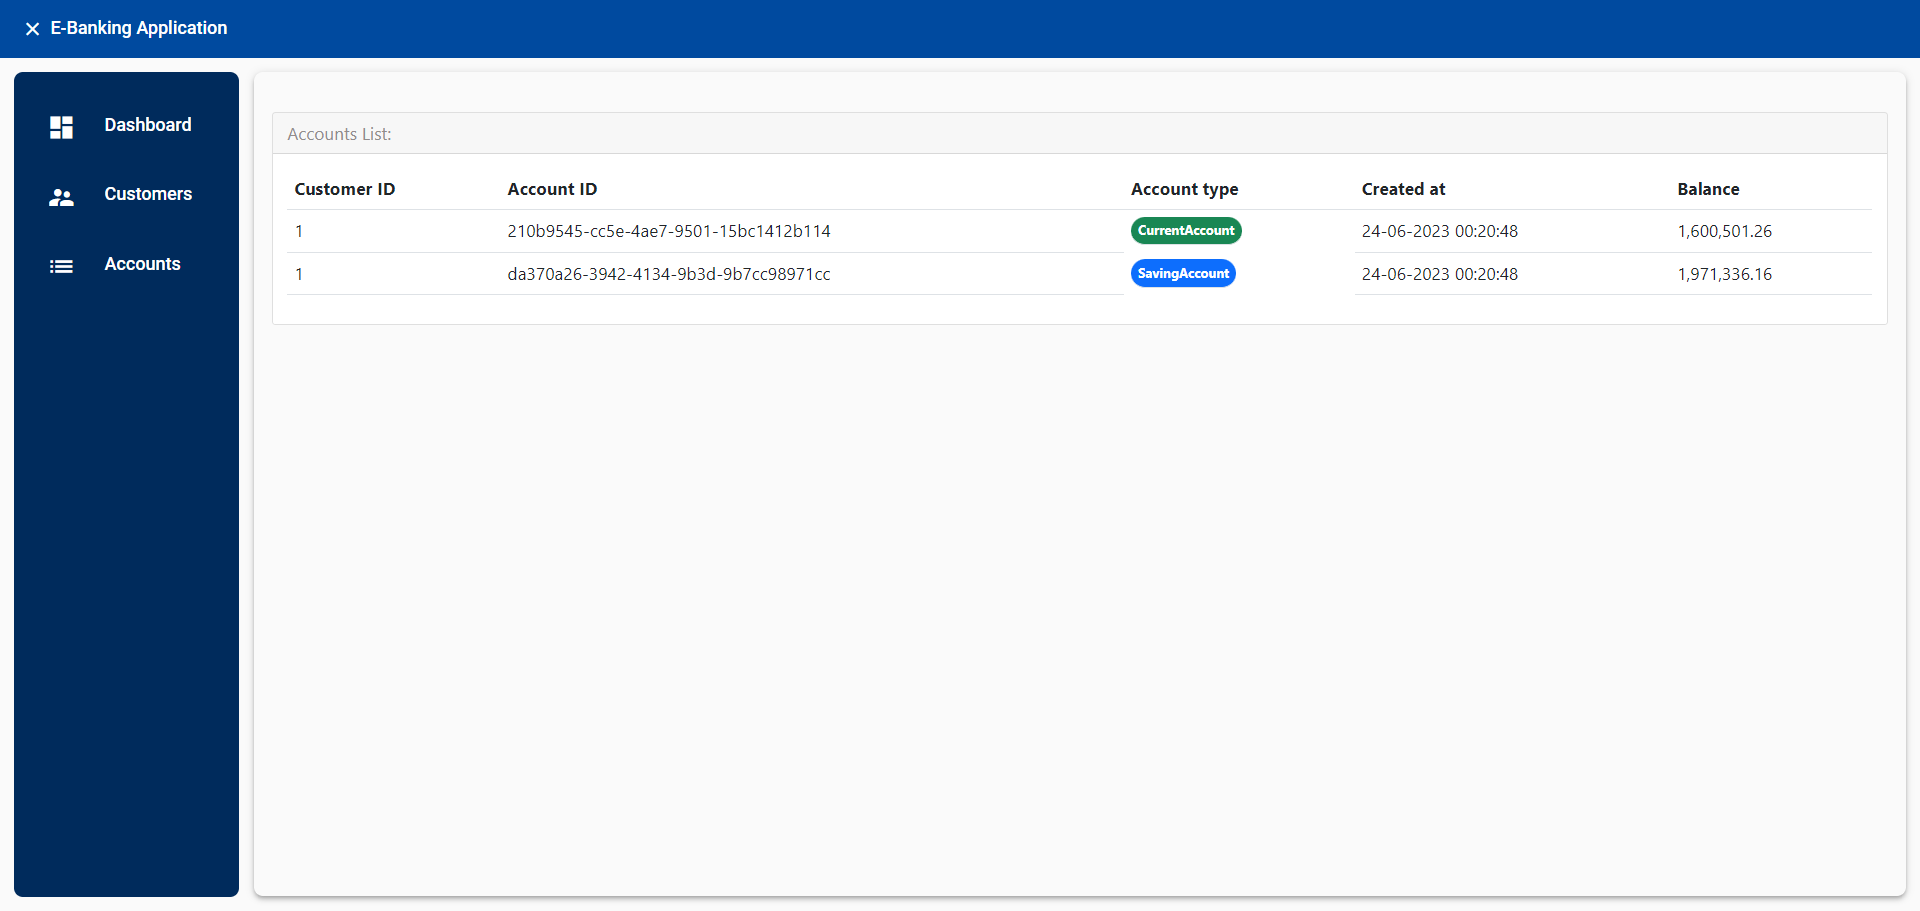 E-Banking Application
Dashboard
Customers
Accounts
Accounts List:
Customer ID Account ID Account type Created at Balance
1 210b9545-cc5e-4ae7-9501-15bc1412b114 CurrentAccount 24-06-2023 00:20:48 1,600,501.26
1 da370a26-3942-4134-9b3d-9b7cc98971cc SavingAccount 24-06-2023 00:20:48 1,971,336.16